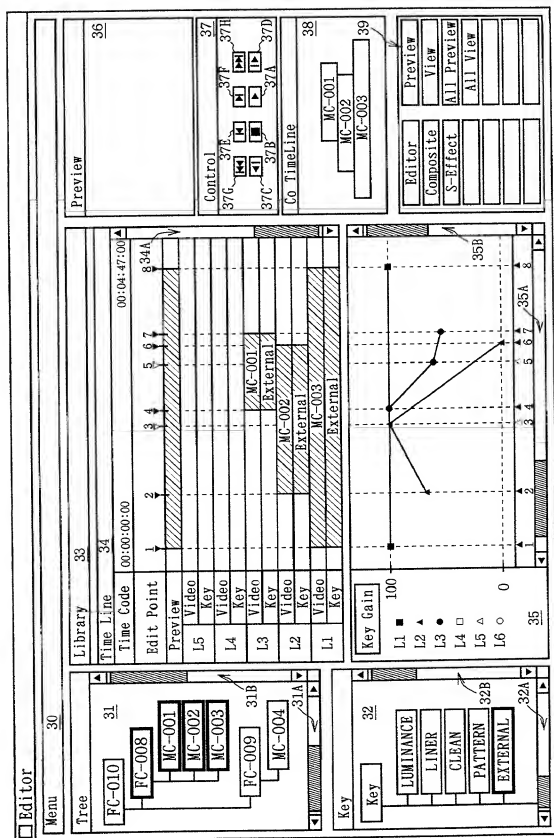 Editor
Menu
30
Tree
31
FC-010
FC-008
MC-001
MC-002
MC-003
FC-009
MC-004
31B
31A
Key
32
Key
LUMINANCE
LINER
CLEAN
PATTERN
EXTERNAL
32B
32A
Library
33
Time Line
34
Time Code
00:00:00:00
00:04:47:00
Edit Point
1 2 3 4 5 6 7 8
Preview
34A
L5 Video
Key
L4 Video
Key
L3 Video
MC-001
Key
External
L2 Video
MC-002
Key
External
L1 Video
MC-003
Key
External
Key Gain
100
0
L1
L2
L3
L4
L5
L6
35
1 2 3 4 5 6 7 8
35B
35A
Preview
36
Control
37
37G 37E 37F 37H
37C 37B 37A 37D
Co TimeLine
38
MC-001
MC-002
MC-003
39
Editor
Preview
Composite
View
S-Effect
All Preview
All View